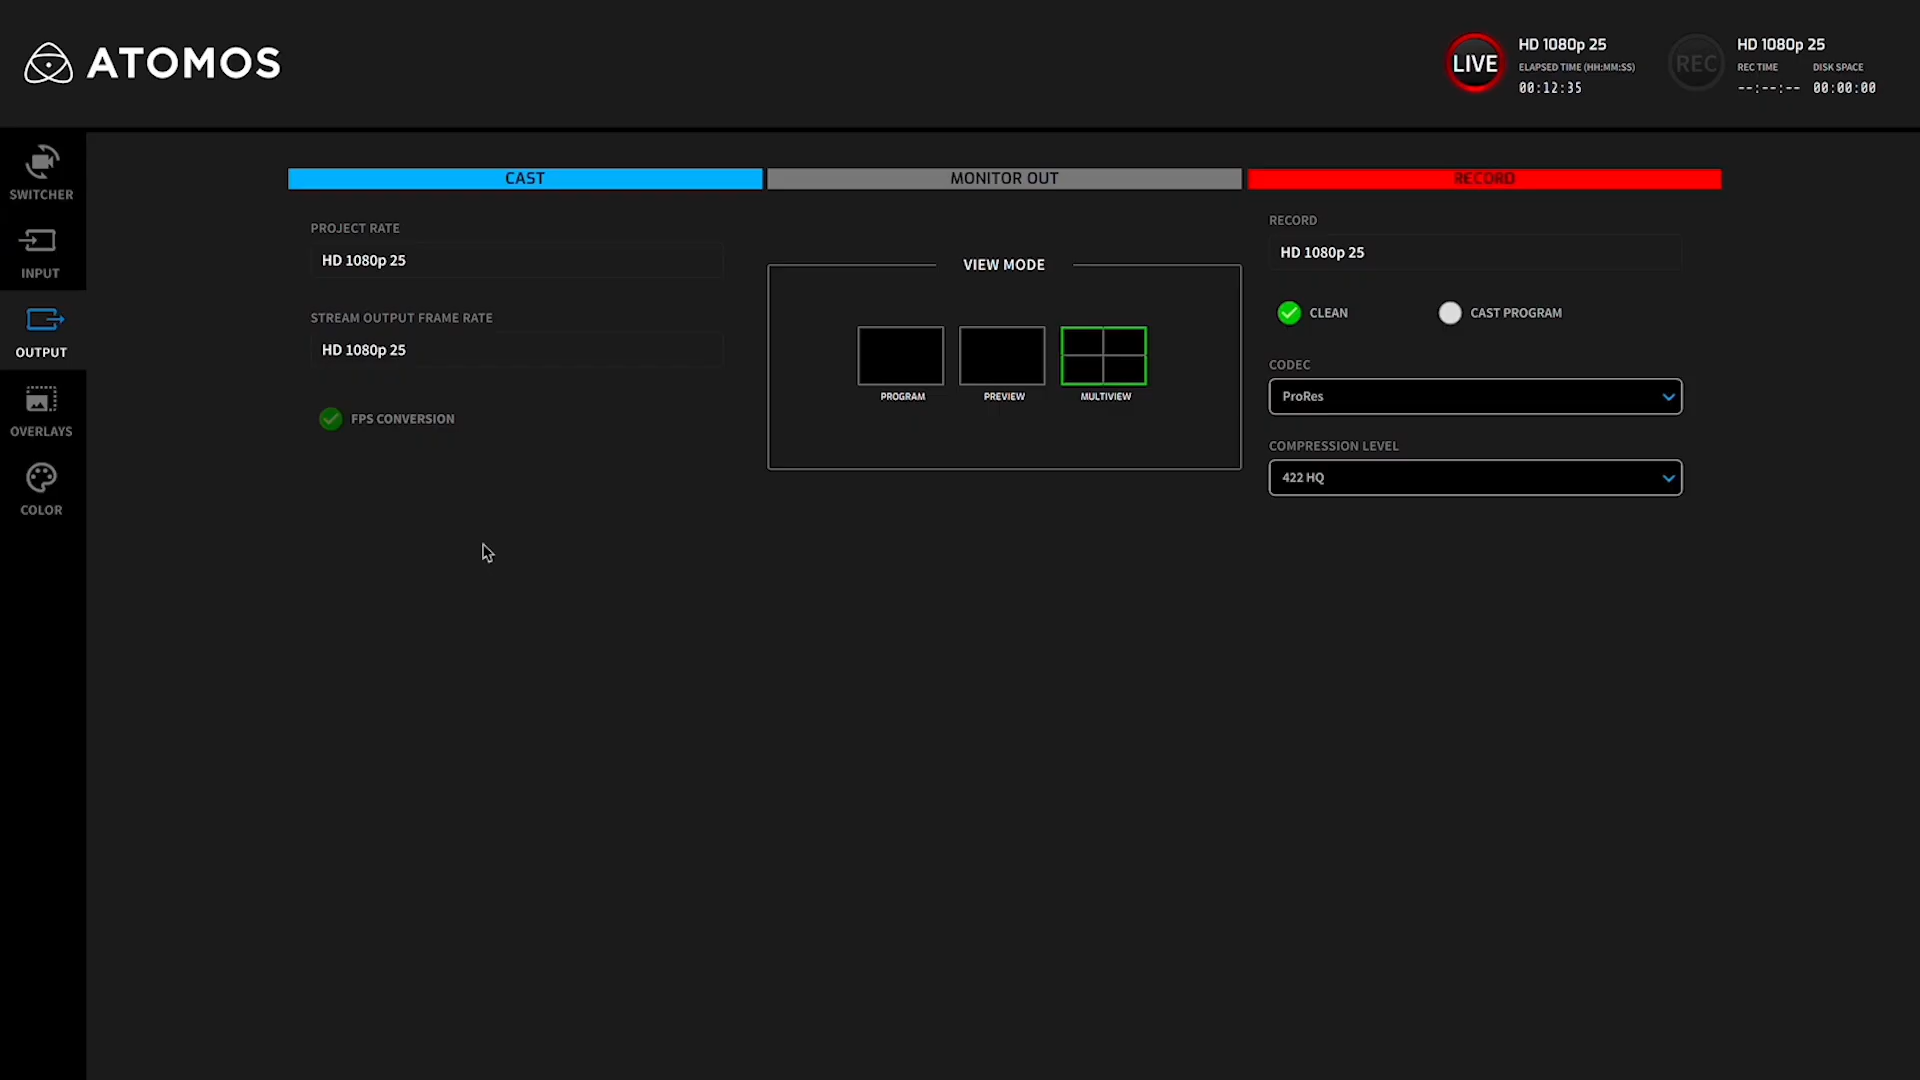 ATOMOS
LIVE
HD 1080p 25
ELAPSED TIME (HH:MM:SS)
00:12:35
REC
HD 1080p 25
REC TIME DISK SPACE
--:--:-- 00:00:00
SWITCHER
INPUT
OUTPUT
OVERLAYS
COLOR
CAST
PROJECT RATE
HD 1080p 25
STREAM OUTPUT FRAME RATE
HD 1080p 25
FPS CONVERSION
MONITOR OUT
VIEW MODE
PROGRAM PREVIEW MULTIVIEW
RECORD
RECORD
HD 1080p 25
CLEAN CAST PROGRAM
CODEC
ProRes
COMPRESSION LEVEL
422 HQ